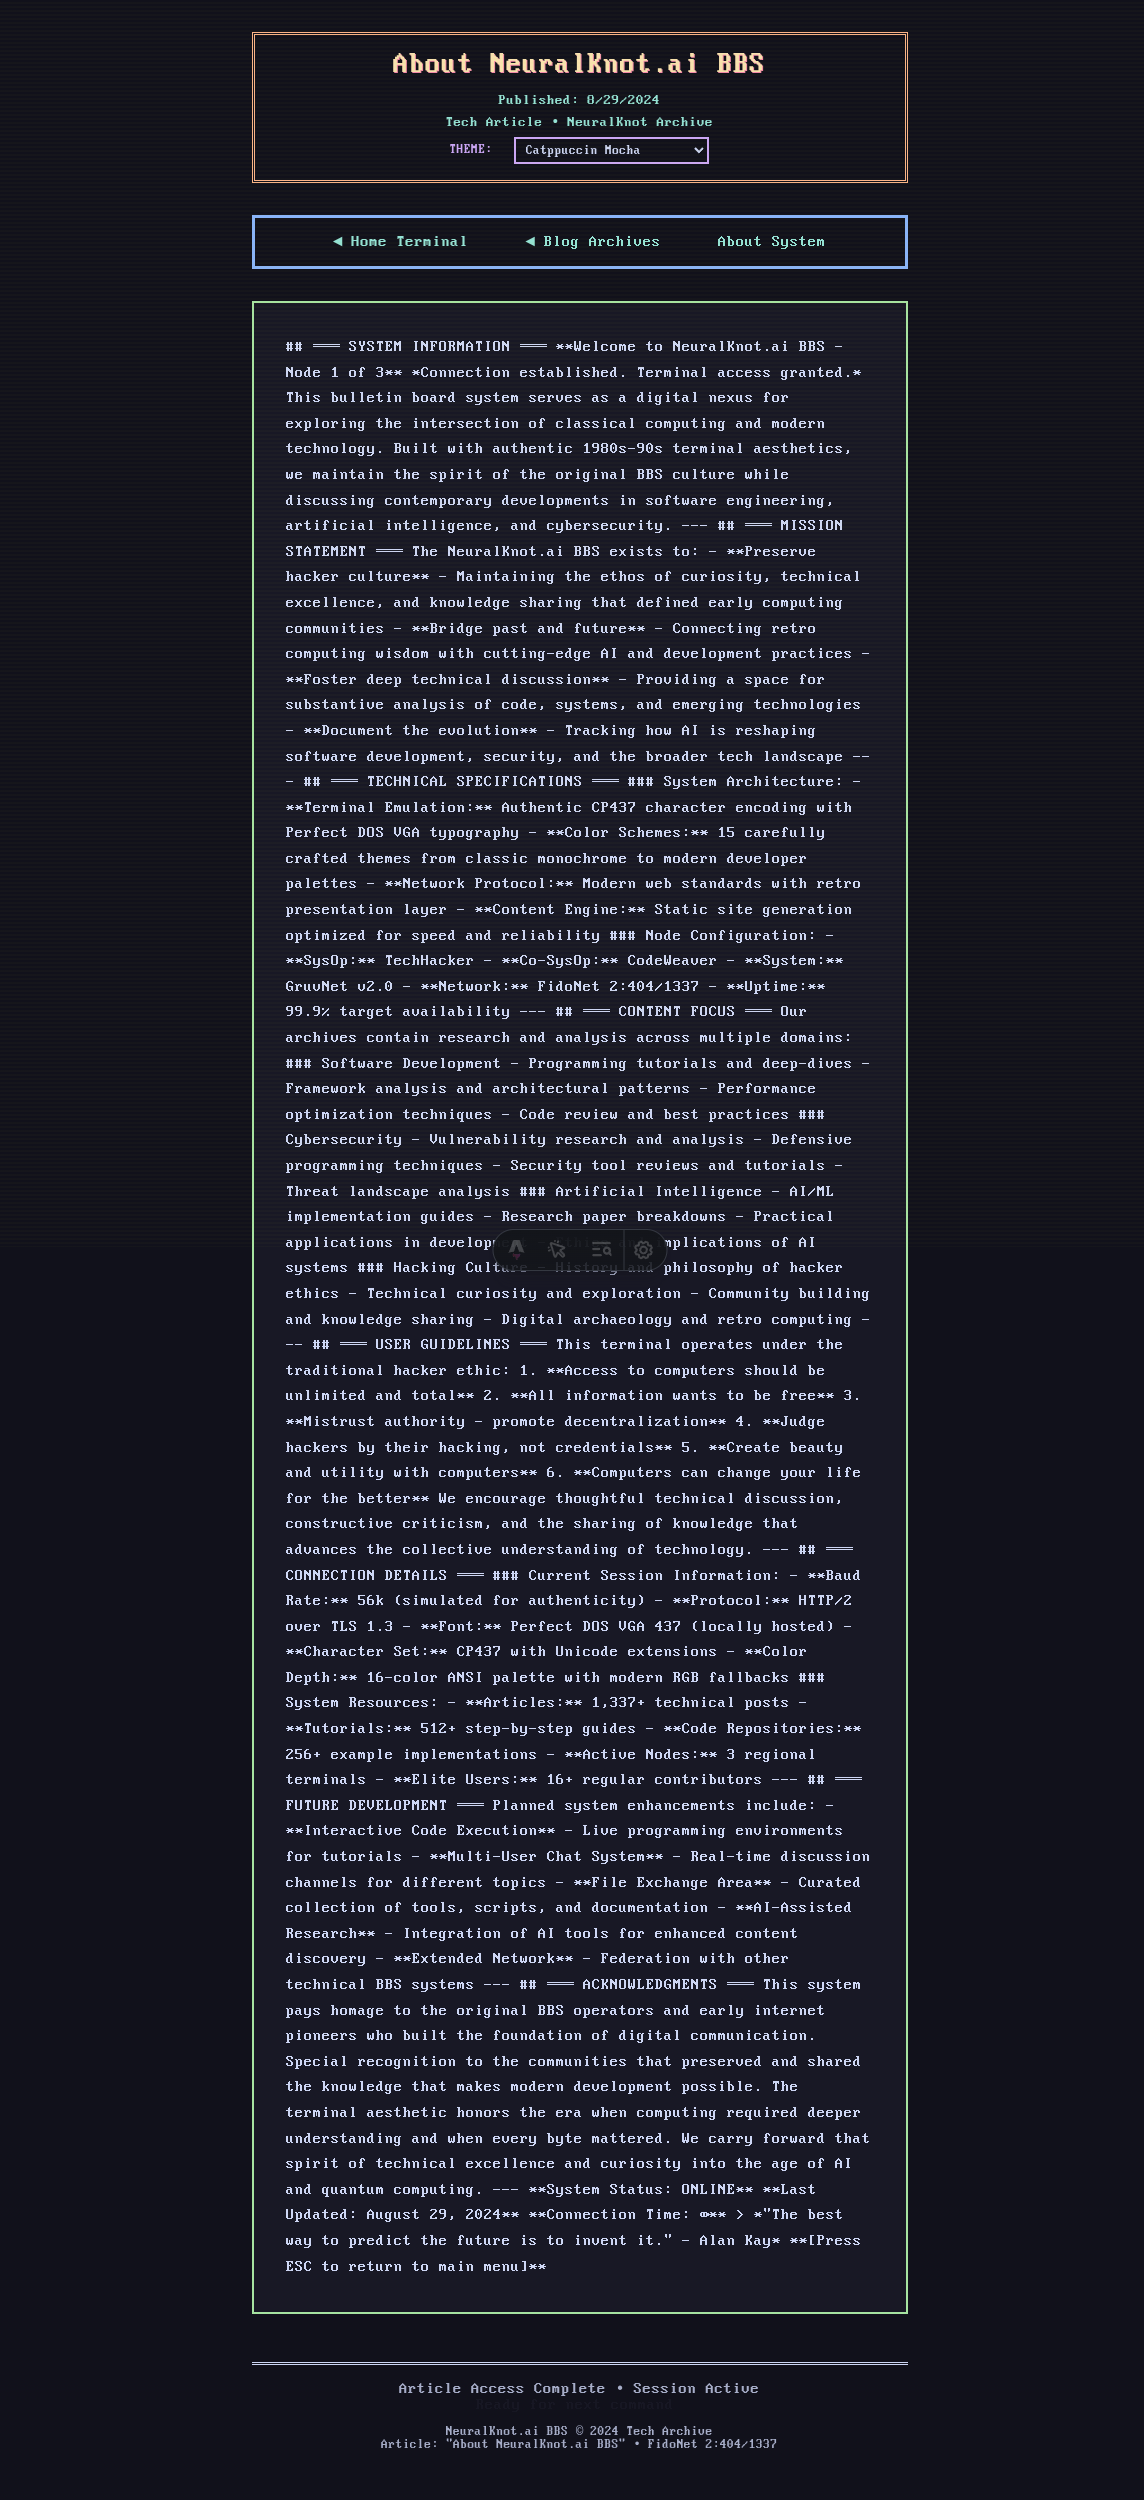 About NeuralKnot.ai BBS
Published: 8/29/2024
Tech Article • NeuralKnot Archive
THEME: Catppuccin Mocha
◄ Home Terminal ◄ Blog Archives About System
## ═══ SYSTEM INFORMATION ═══ **Welcome to NeuralKnot.ai BBS -
Node 1 of 3** *Connection established. Terminal access granted.*
This bulletin board system serves as a digital nexus for
exploring the intersection of classical computing and modern
technology. Built with authentic 1980s-90s terminal aesthetics,
we maintain the spirit of the original BBS culture while
discussing contemporary developments in software engineering,
artificial intelligence, and cybersecurity. --- ## ═══ MISSION
STATEMENT ═══ The NeuralKnot.ai BBS exists to: - **Preserve
hacker culture** - Maintaining the ethos of curiosity, technical
excellence, and knowledge sharing that defined early computing
communities - **Bridge past and future** - Connecting retro
computing wisdom with cutting-edge AI and development practices -
**Foster deep technical discussion** - Providing a space for
substantive analysis of code, systems, and emerging technologies
- **Document the evolution** - Tracking how AI is reshaping
software development, security, and the broader tech landscape --
- ## ═══ TECHNICAL SPECIFICATIONS ═══ ### System Architecture: -
**Terminal Emulation:** Authentic CP437 character encoding with
Perfect DOS VGA typography - **Color Schemes:** 15 carefully
crafted themes from classic monochrome to modern developer
palettes - **Network Protocol:** Modern web standards with retro
presentation layer - **Content Engine:** Static site generation
optimized for speed and reliability ### Node Configuration: -
**SysOp:** TechHacker - **Co-SysOp:** CodeWeaver - **System:**
GruvNet v2.0 - **Network:** FidoNet 2:404/1337 - **Uptime:**
99.9% target availability --- ## ═══ CONTENT FOCUS ═══ Our
archives contain research and analysis across multiple domains:
### Software Development - Programming tutorials and deep-dives -
Framework analysis and architectural patterns - Performance
optimization techniques - Code review and best practices ###
Cybersecurity - Vulnerability research and analysis - Defensive
programming techniques - Security tool reviews and tutorials -
Threat landscape analysis ### Artificial Intelligence - AI/ML
implementation guides - Research paper breakdowns - Practical
applications in of AI
systems ### Hacking Culture - History and philosophy of hacker
ethics - Technical curiosity and exploration - Community building
and knowledge sharing - Digital archaeology and retro computing -
-- ## ═══ USER GUIDELINES ═══ This terminal operates under the
traditional hacker ethic: 1. **Access to computers should be
unlimited and total** 2. **All information wants to be free** 3.
**Mistrust authority - promote decentralization** 4. **Judge
hackers by their hacking, not credentials** 5. **Create beauty
and utility with computers** 6. **Computers can change your life
for the better** We encourage thoughtful technical discussion,
constructive criticism, and the sharing of knowledge that
advances the collective understanding of technology. --- ## ═══
CONNECTION DETAILS ═══ ### Current Session Information: - **Baud
Rate:** 56k (simulated for authenticity) - **Protocol:** HTTP/2
over TLS 1.3 - **Font:** Perfect DOS VGA 437 (locally hosted) -
**Character Set:** CP437 with Unicode extensions - **Color
Depth:** 16-color ANSI palette with modern RGB fallbacks ###
System Resources: - **Articles:** 1,337+ technical posts -
**Tutorials:** 512+ step-by-step guides - **Code Repositories:**
256+ example implementations - **Active Nodes:** 3 regional
terminals - **Elite Users:** 16+ regular contributors --- ## ═══
FUTURE DEVELOPMENT ═══ Planned system enhancements include: -
**Interactive Code Execution** - Live programming environments
for tutorials - **Multi-User Chat System** - Real-time discussion
channels for different topics - **File Exchange Area** - Curated
collection of tools, scripts, and documentation - **AI-Assisted
Research** - Integration of AI tools for enhanced content
discovery - **Extended Network** - Federation with other
technical BBS systems --- ## ═══ ACKNOWLEDGMENTS ═══ This system
pays homage to the original BBS operators and early internet
pioneers who built the foundation of digital communication.
Special recognition to the communities that preserved and shared
the knowledge that makes modern development possible. The
terminal aesthetic honors the era when computing required deeper
understanding and when every byte mattered. We carry forward that
spirit of technical excellence and curiosity into the age of AI
and quantum computing. --- **System Status: ONLINE** **Last
Updated: August 29, 2024** **Connection Time: ∞** > *"The best
way to predict the future is to invent it." - Alan Kay* **[Press
ESC to return to main menu]**
Article Access Complete • Session Active
Ready for next command
NeuralKnot.ai BBS © 2024 Tech Archive
Article: "About NeuralKnot.ai BBS" • FidoNet 2:404/1337